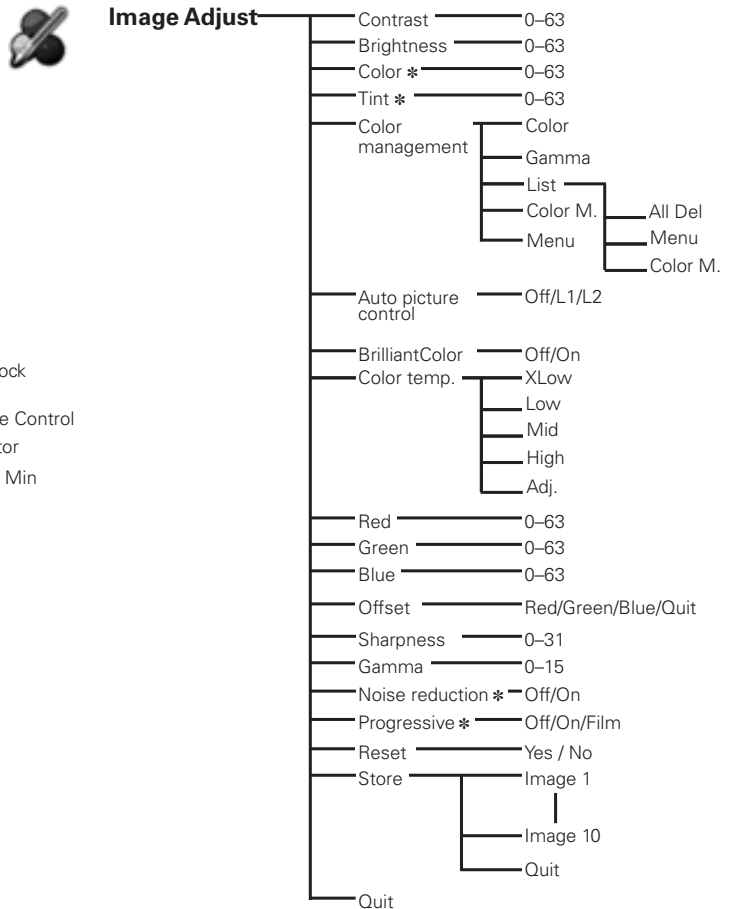 Image Adjust
Contrast 0–63
Brightness 0–63
Color * 0–63
Tint * 0–63
Color management
Color
Gamma
List
Color M.
Menu
All Del
Menu
Color M.
Auto picture control Off/L1/L2
BrilliantColor Off/On
Color temp. XLow
Low
Mid
High
Adj.
Red 0–63
Green 0–63
Blue 0–63
Offset Red/Green/Blue/Quit
Sharpness 0–31
Gamma 0–15
Noise reduction * Off/On
Progressive * Off/On/Film
Reset Yes / No
Store Image 1
Image 10
Quit
Quit
ock
e Control
tor
Min